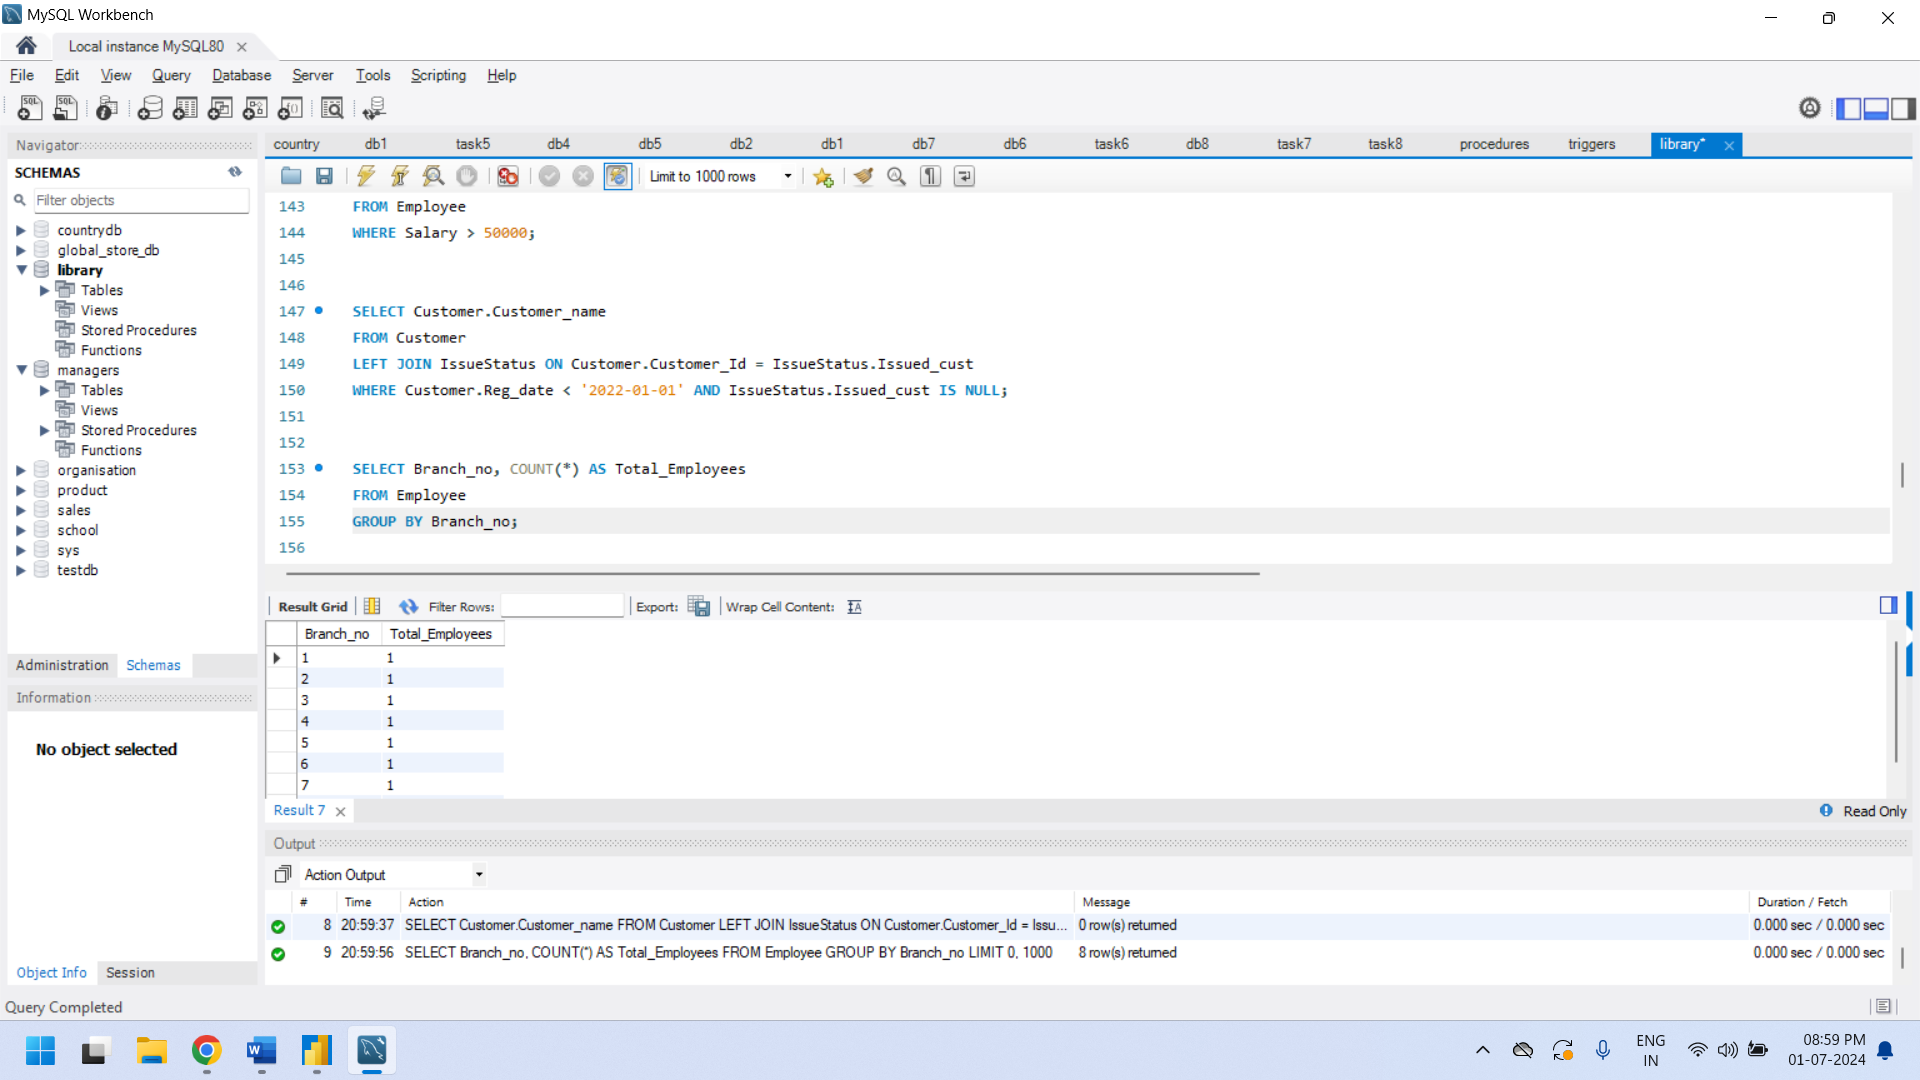 MySQL Workbench
Local instance MySQL80
File Edit View Query Database Server Tools Scripting Help
Navigator
country db1 task5 db4 db5 db2 db1 db7 db6 task6 db8 task7 task8 procedures triggers library*
SCHEMAS
Limit to 1000 rows
Filter objects
countrydb
global_store_db
library
Tables
Views
Stored Procedures
Functions
managers
Tables
Views
Stored Procedures
Functions
organisation
product
sales
school
sys
testdb
Administration Schemas
Information
No object selected
Object Info Session
143 FROM Employee
144 WHERE Salary > 50000;
145
146
147 SELECT Customer.Customer_name
148 FROM Customer
149 LEFT JOIN IssueStatus ON Customer.Customer_Id = IssueStatus.Issued_cust
150 WHERE Customer.Reg_date < '2022-01-01' AND IssueStatus.Issued_cust IS NULL;
151
152
153 SELECT Branch_no, COUNT(*) AS Total_Employees
154 FROM Employee
155 GROUP BY Branch_no;
156
Result Grid Filter Rows: Export: Wrap Cell Content:
Branch_no Total_Employees
1 1
2 1
3 1
4 1
5 1
6 1
7 1
Result 7 Read Only
Output
Action Output
# Time Action Message Duration / Fetch
8 20:59:37 SELECT Customer.Customer_name FROM Customer LEFT JOIN IssueStatus ON Customer.Customer_Id = Issu... 0 row(s) returned 0.000 sec / 0.000 sec
9 20:59:56 SELECT Branch_no, COUNT(*) AS Total_Employees FROM Employee GROUP BY Branch_no LIMIT 0, 1000 8 row(s) returned 0.000 sec / 0.000 sec
Query Completed
ENG
IN
08:59 PM
01-07-2024